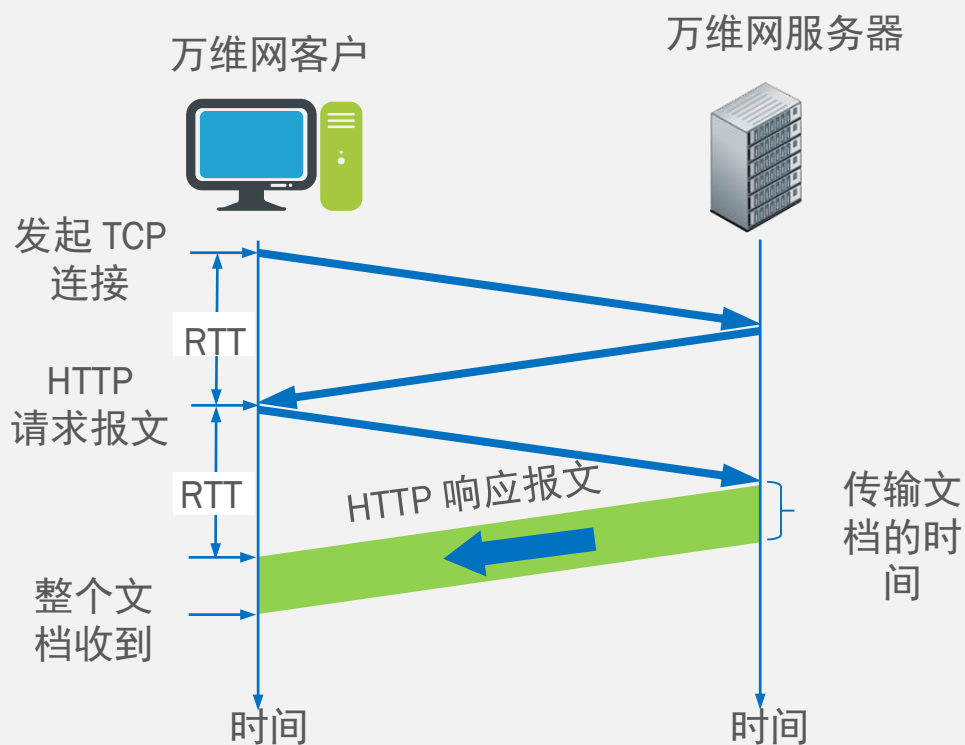 万维网客户
万维网服务器
发起 TCP
连接
RTT
HTTP
请求报文
RTT
HTTP 响应报文
传输文
档的时
间
整个文
档收到
时间
时间